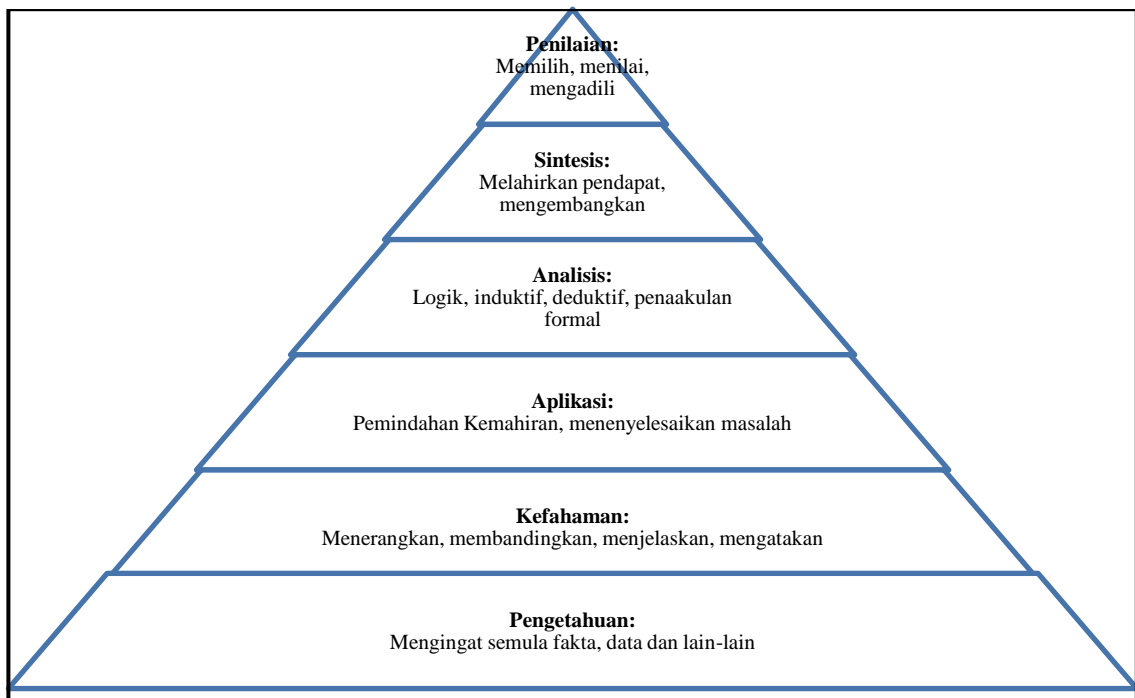 Penilaian:
Memilih, menilai,
mengadili
Sintesis:
Melahirkan pendapat,
mengembangkan
Analisis:
Logik, induktif, deduktif, penaakulan
formal
Aplikasi:
Pemindahan Kemahiran, menenyelesaikan masalah
Kefahaman:
Menerangkan, membandingkan, menjelaskan, mengatakan
Pengetahuan:
Mengingat semula fakta, data dan lain-lain